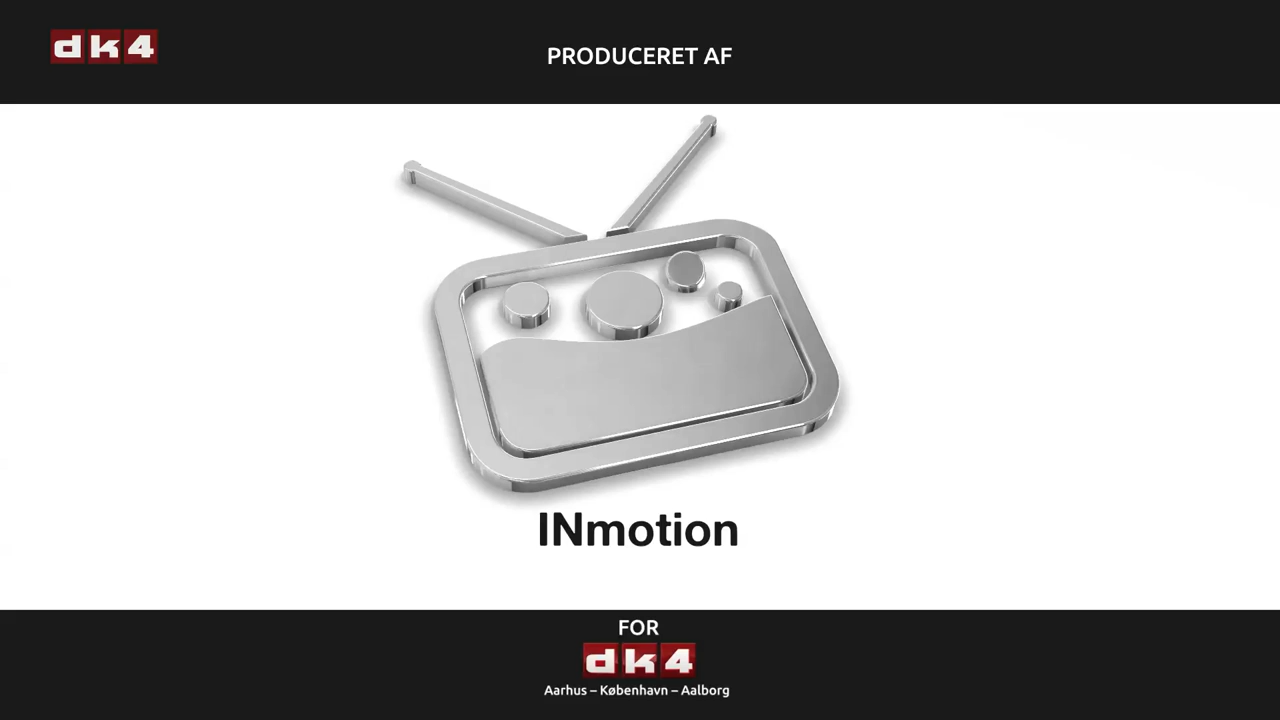 dk4
PRODUCERET AF
INmotion
FOR
dk4
Aarhus – København – Aalborg